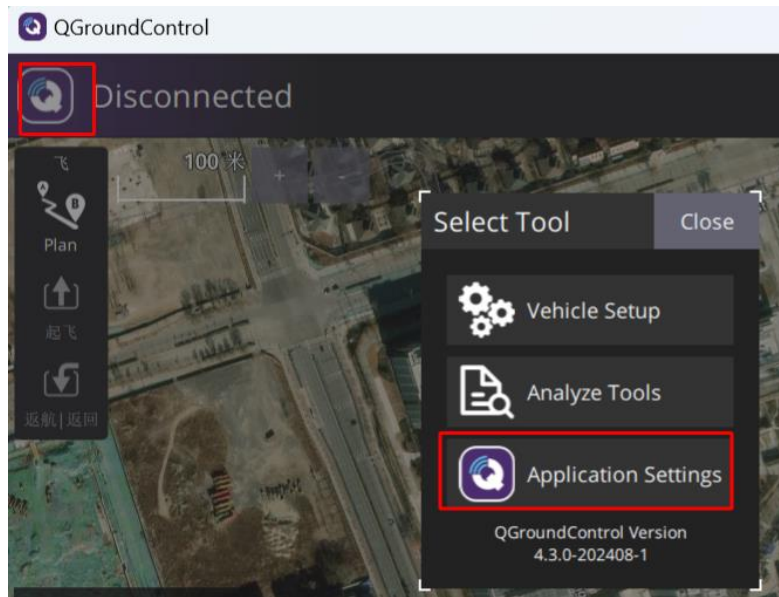 QGroundControl
Disconnected
飞
100 米
+
-
Plan
起飞
返航|返回
Select Tool
Close
Vehicle Setup
Analyze Tools
Application Settings
QGroundControl Version
4.3.0-202408-1